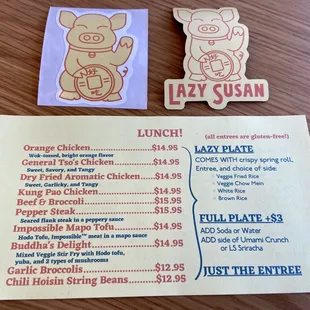 LAZY SUSAN
LUNCH!
(all entrees are gluten-free!)
Orange Chicken $14.95
Wok-tossed, bright orange flavor
General Tso's Chicken $14.95
Sweet, Savory, and Tangy
Dry Fried Aromatic Chicken $14.95
Sweet, Garlicky, and Tangy
Kung Pao Chicken $14.95
Beef & Broccoli $15.95
Pepper Steak $15.95
Seared flank steak in a peppery sauce
Impossible Mapo Tofu $14.95
Hodo Tofu, Impossible™ meat in a mapo sauce
Buddha's Delight $14.95
Mixed Veggie Stir Fry with Hodo tofu,
yuba, and 2 types of mushrooms
Garlic Broccolis $12.95
Chili Hoisin String Beans $12.95
LAZY PLATE
COMES WITH crispy spring roll,
Entree, and choice of side:
• Veggie Fried Rice
• Veggie Chow Mein
• White Rice
• Brown Rice
FULL PLATE +$3
ADD Soda or Water
ADD side of Umami Crunch
or LS Sriracha
JUST THE ENTREE